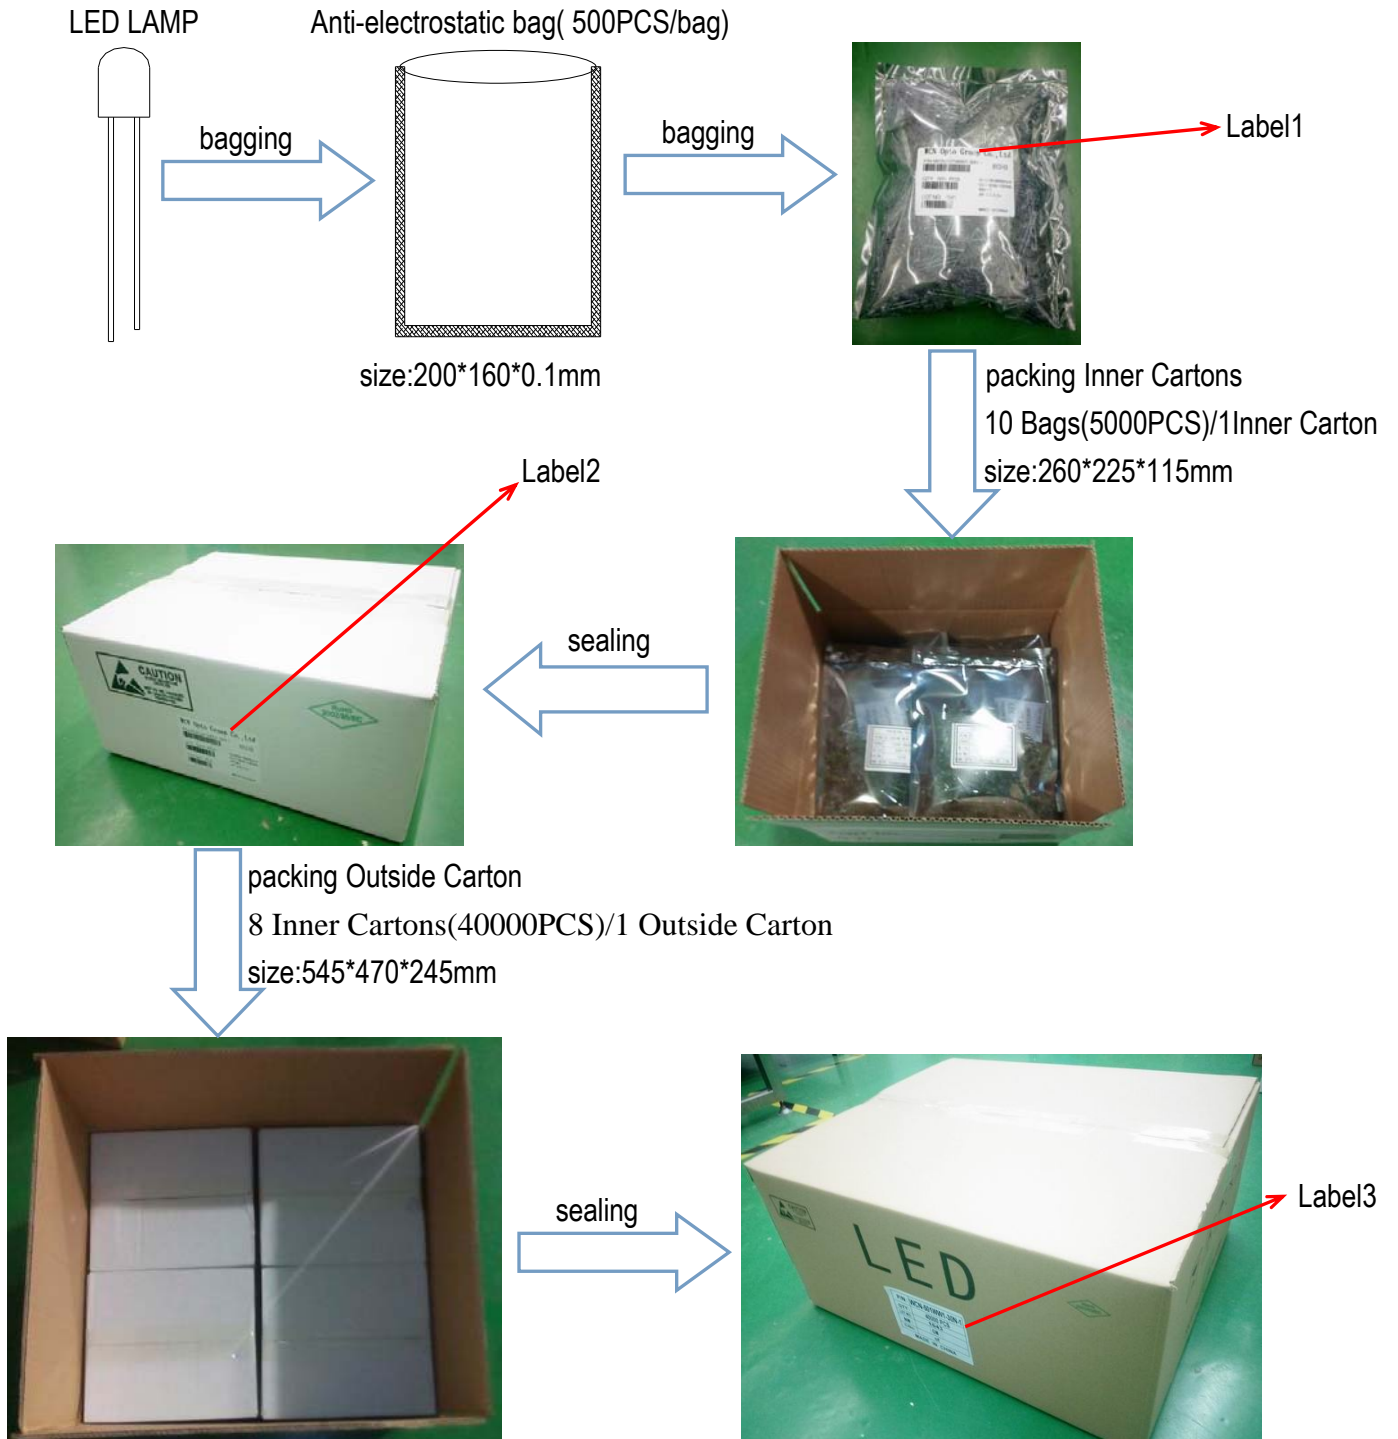 LED LAMP
Anti-electrostatic bag( 500PCS/bag)
bagging
bagging
Label1
size:200*160*0.1mm
packing Inner Cartons
10 Bags(5000PCS)/1Inner Carton
size:260*225*115mm
Label2
sealing
CAUTION
packing Outside Carton
8 Inner Cartons(40000PCS)/1 Outside Carton
size:545*470*245mm
sealing
Label3
LED